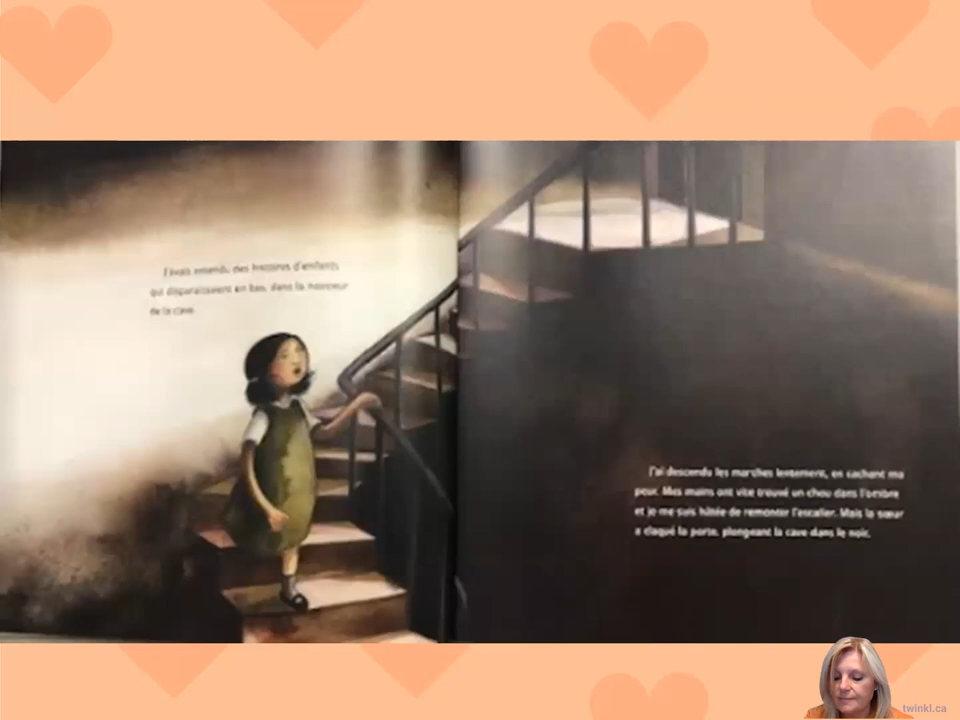 J'avais entendu des histoires d'enfants
qui disparaissaient en bas, dans la noirceur
de la cave.
J'ai descendu les marches lentement, en cachant ma
peur. Mes mains ont vite trouvé un chou dans l'ombre
et je me suis hâtée de remonter l'escalier. Mais la sœur
a claqué la porte, plongeant la cave dans le noir.
twinkl.ca